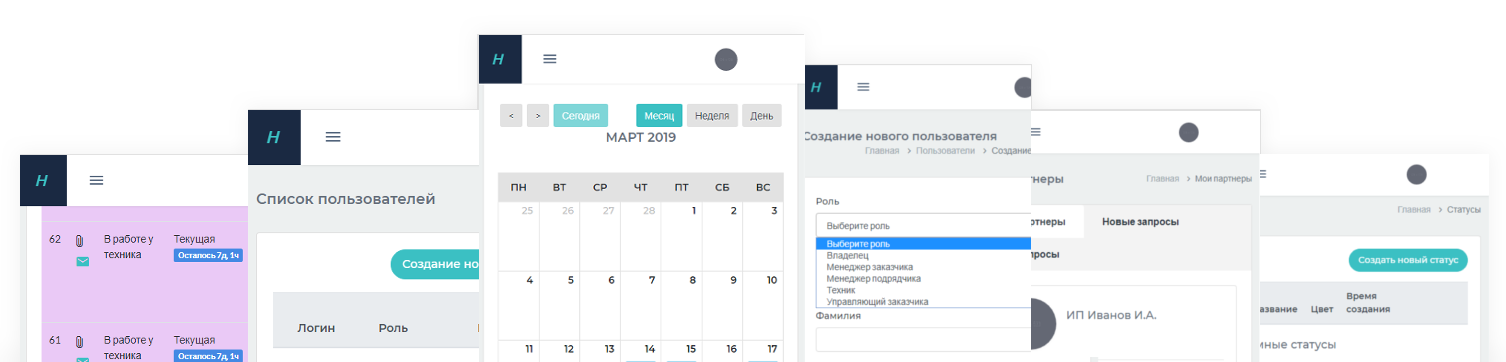 H
62 В работе у Текущая
техника Осталось 7д, 1ч
61 В работе у Текущая
техника Осталось 7д, 1ч
H
Список пользователей
Создание но
Логин Роль
H
< > Сегодня Месяц Неделя День
МАРТ 2019
ПН ВТ СР ЧТ ПТ СБ ВС
25 26 27 28 1 2 3
4 5 6 7 8 9 10
11 12 13 14 15 16 17
H
Создание нового пользователя
Главная > Пользователи > Создание
Роль
Выберите роль
Выберите роль
Владелец
Менеджер заказчика
Менеджер подрядчика
Техник
Управляющий заказчика
Фамилия
тнеры
Главная > Мои партнеры
ртнеры Новые запросы
просы
ИП Иванов И.А.
Главная > Статусы
Создать новый статус
азвание Цвет Время
создания
мные статусы